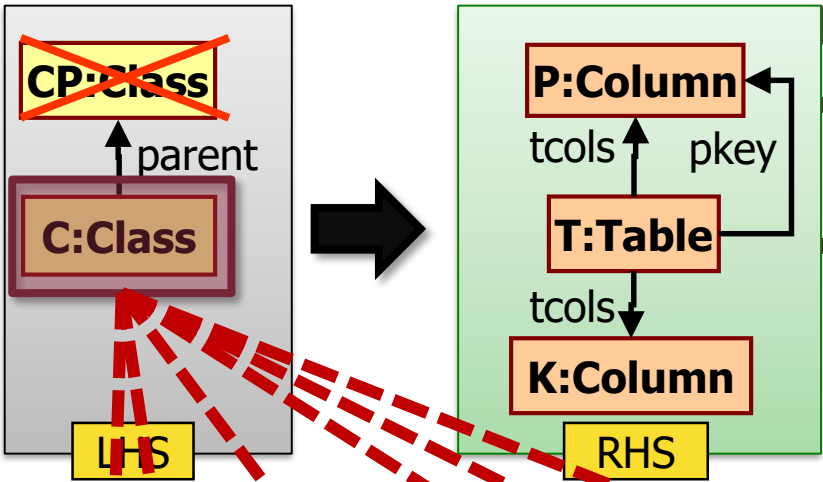 CP:Class
parent
C:Class
LHS
P:Column
tcols
pkey
T:Table
tcols
K:Column
RHS